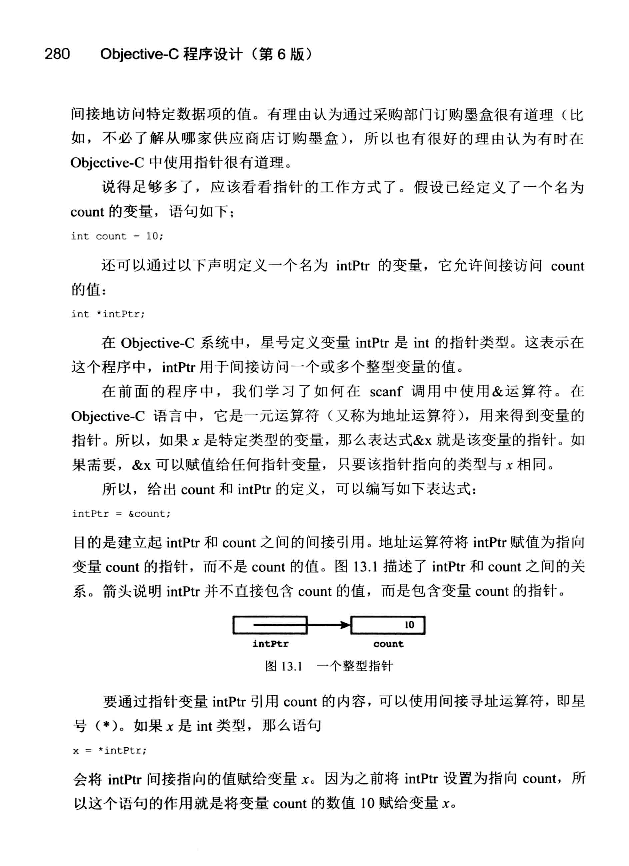 280 Objective-C 程序设计（第 6 版）
间接地访问特定数据项的值。有理由认为通过采购部门订购墨盒很有道理（比
如，不必了解从哪家供应商店订购墨盒），所以也有很好的理由认为有时在
Objective-C 中使用指针很有道理。
说得足够多了，应该看看指针的工作方式了。假设已经定义了一个名为
count 的变量，语句如下：
int count = 10;
还可以通过以下声明定义一个名为 intPtr 的变量，它允许间接访问 count
的值：
int *intPtr;
在 Objective-C 系统中，星号定义变量 intPtr 是 int 的指针类型。这表示在
这个程序中，intPtr 用于间接访问一个或多个整型变量的值。
在前面的程序中，我们学习了如何在 scanf 调用中使用&运算符。在
Objective-C 语言中，它是一元运算符（又称为地址运算符），用来得到变量的
指针。所以，如果 x 是特定类型的变量，那么表达式&x 就是该变量的指针。如
果需要，&x 可以赋值给任何指针变量，只要该指针指向的类型与 x 相同。
所以，给出 count 和 intPtr 的定义，可以编写如下表达式：
intPtr = &count;
目的是建立起 intPtr 和 count 之间的间接引用。地址运算符将 intPtr 赋值为指向
变量 count 的指针，而不是 count 的值。图 13.1 描述了 intPtr 和 count 之间的关
系。箭头说明 intPtr 并不直接包含 count 的值，而是包含变量 count 的指针。
10
intPtr count
图 13.1 一个整型指针
要通过指针变量 intPtr 引用 count 的内容，可以使用间接寻址运算符，即星
号（*）。如果 x 是 int 类型，那么语句
x = *intPtr;
会将 intPtr 间接指向的值赋给变量 x。因为之前将 intPtr 设置为指向 count，所
以这个语句的作用就是将变量 count 的数值 10 赋给变量 x。